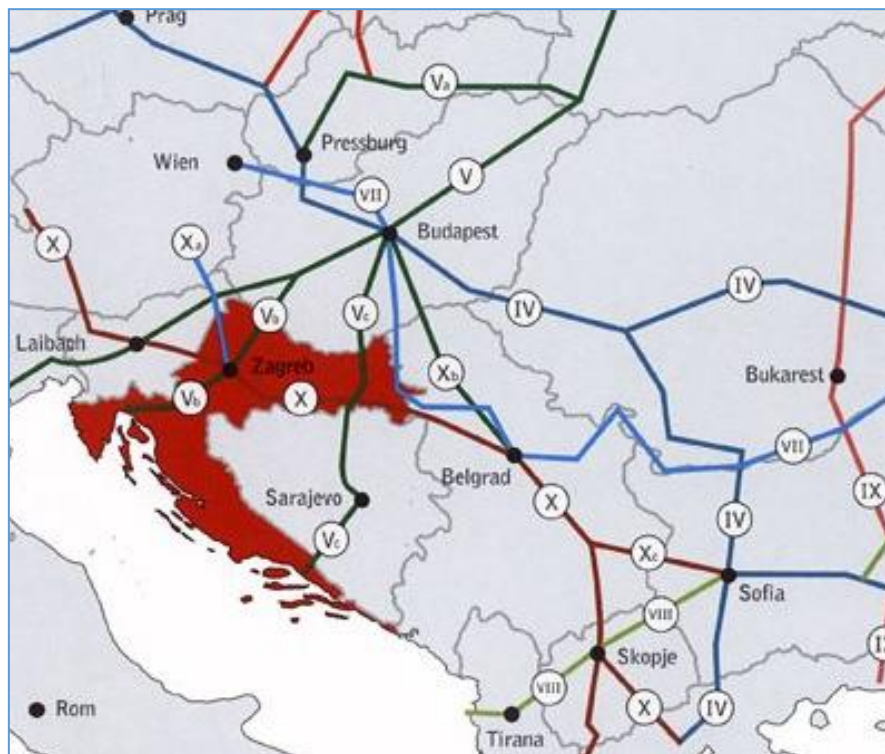 Prag
Va
Pressburg
Wien
V
VII
X
Xa
Budapest
IV
IV
Laibach
Vb
Vc
Zagreb
Xb
Bukarest
Vb
X
VII
Belgrad
IX
Sarajevo
X
IV
Vc
Xc
Sofia
VIII
Skopje
VIII
X
IV
Rom
Tirana